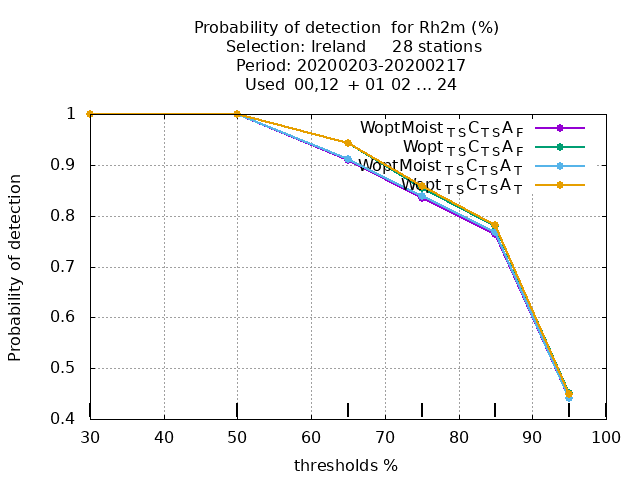 Probability of detection for Rh2m (%)
Selection: Ireland 28 stations
Period: 20200203-20200217
Used 00,12 + 01 02 ... 24
WoptMoist TS C TS A F
Wopt TS C TS A F
WoptMoist TS C TS A T
Wopt TS C TS A T
Probability of detection
1
0.9
0.8
0.7
0.6
0.5
0.4
30 40 50 60 70 80 90 100
thresholds %